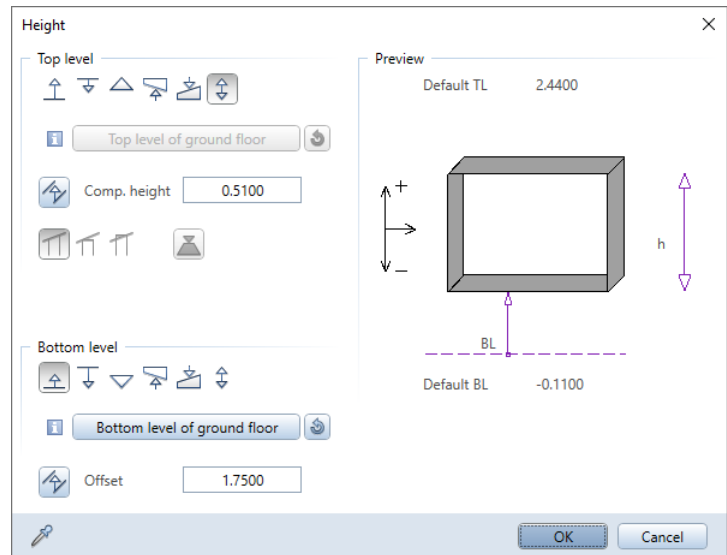 Height
Top level
Top level of ground floor
Comp. height 0.5100
Preview
Default TL 2.4400
+
−
h
BL
Default BL -0.1100
Bottom level
Bottom level of ground floor
Offset 1.7500
OK Cancel